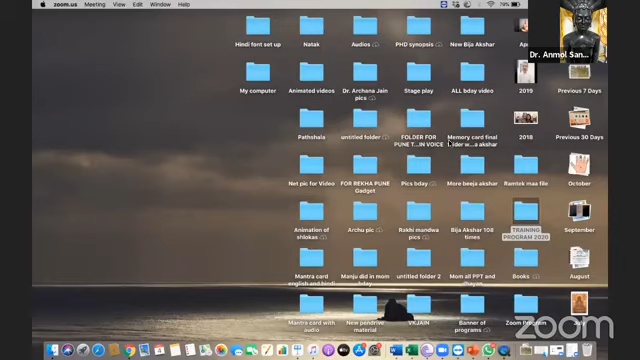 zoom.us Meeting View Edit Window Help 78%
Hindi font set up Natak Audios PHD synopsis New Bija Akshar
Dr. Anmol San...
My computer Animated videos Dr. Archana Jain pics Stage play ALL bday video 2019 Previous 7 Days
Pathshala untitled folder FOLDER FOR PUNE T...IN VOICE Memory card final 2018 Previous 30 Days
Net pic for Video FOR REKHA PUNE Gadget Pics bday More beeja akshar Ramtek maa file October
Animation of shlokas Archu pic Rakhi mandwa pics Bija Akshar 108 times TRAINING PROGRAM 2020 September
Mantra card english and hindi Manju did in mom untitled folder 2 Mom all PPT and Books August
Mantra card with audio New pendrive material VKJAIN Banner of programs Zoom Program July
zoom